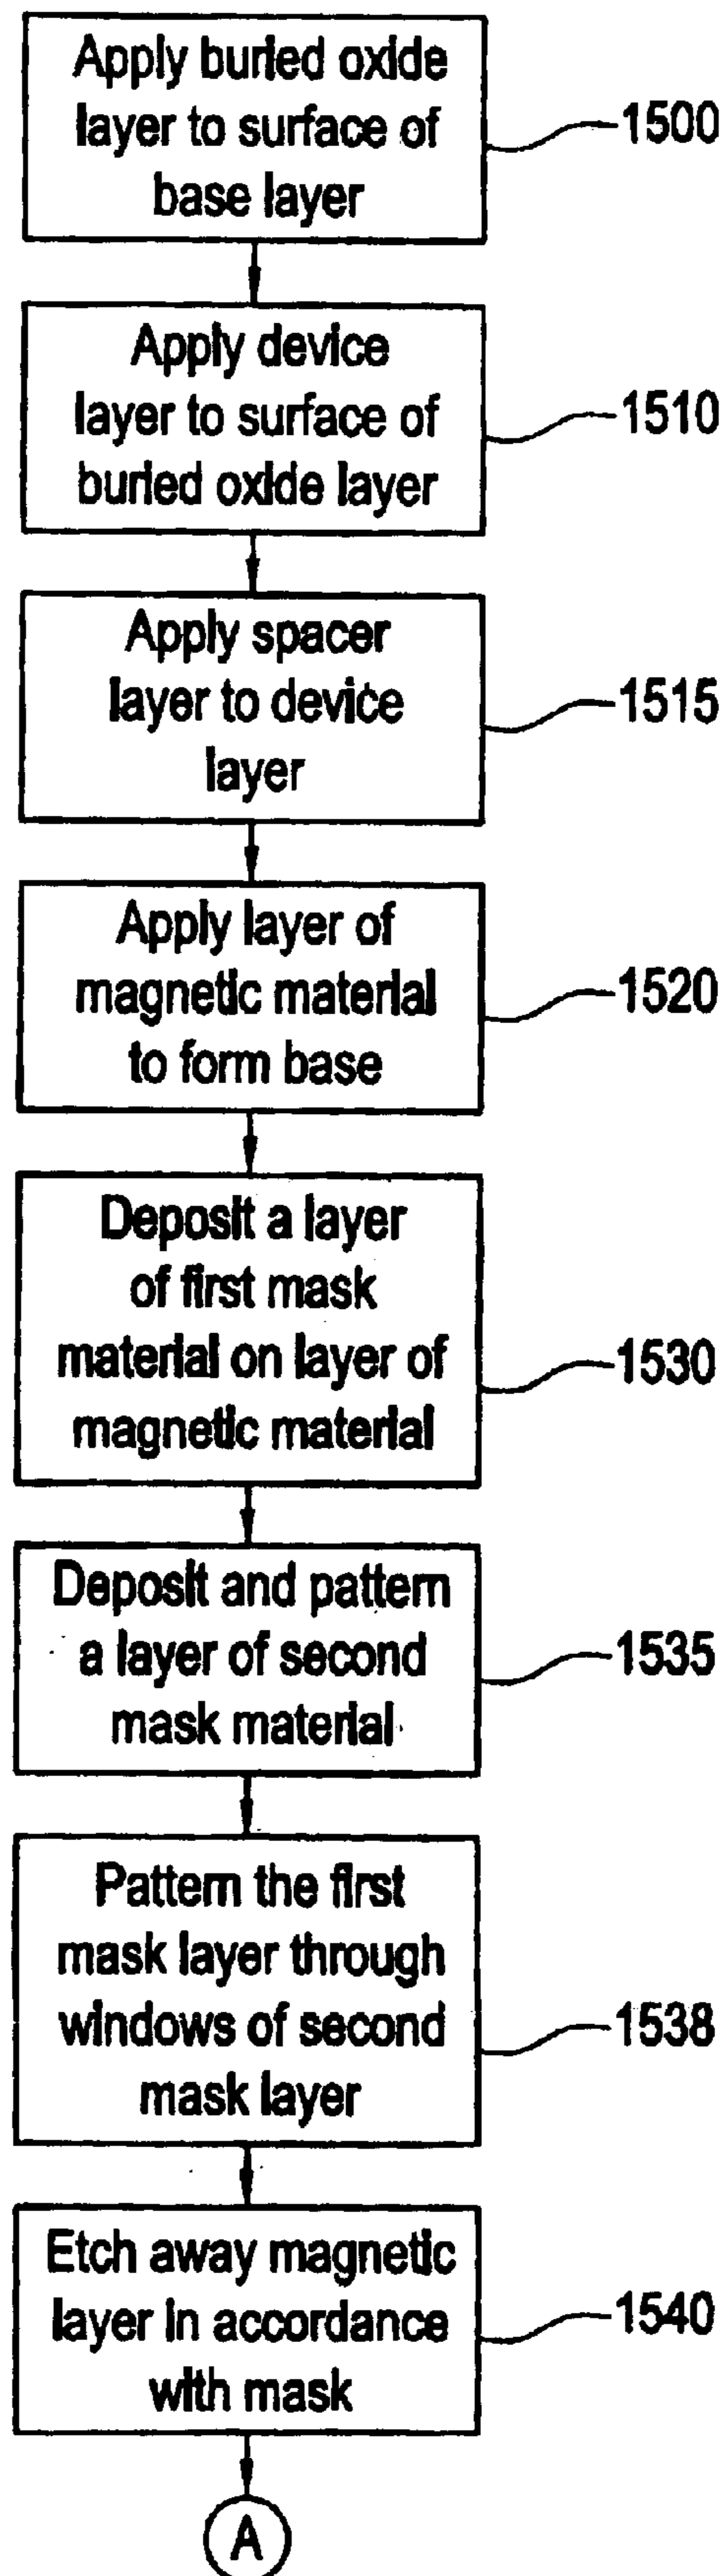 Apply buried oxide
layer to surface of
base layer
1500
Apply device
layer to surface of
buried oxide layer
1510
Apply spacer
layer to device
layer
1515
Apply layer of
magnetic material
to form base
1520
Deposit a layer
of first mask
material on layer of
magnetic material
1530
Deposit and pattern
a layer of second
mask material
1535
Pattern the first
mask layer through
windows of second
mask layer
1538
Etch away magnetic
layer in accordance
with mask
1540
A